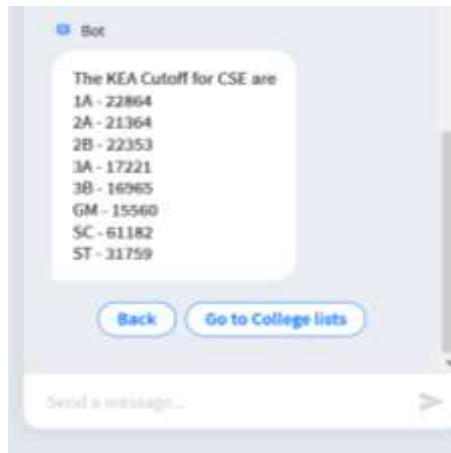 Bot
The KEA Cutoff for CSE are
1A - 22864
2A - 21364
2B - 22353
3A - 17221
3B - 16965
GM - 15560
SC - 61182
ST - 31759
Back
Go to College lists
Send a message...